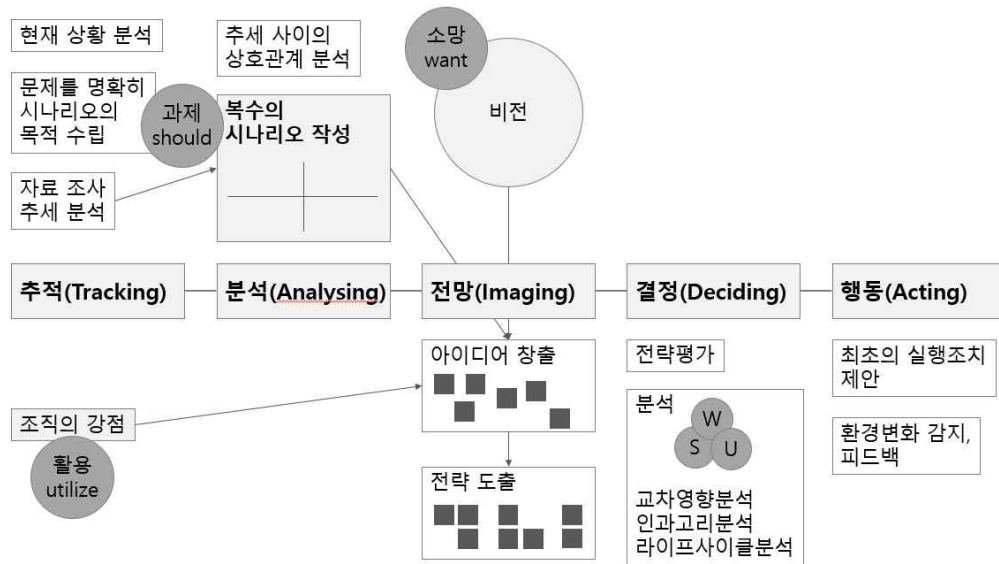 현재 상황 분석
문제를 명확히
시나리오의
목적 수립
과제
should
자료 조사
추세 분석
추세 사이의
상호관계 분석
복수의
시나리오 작성
소망
want
비전
추적(Tracking)
분석(Analysing)
전망(Imaging)
결정(Deciding)
행동(Acting)
조직의 강점
활용
utilize
아이디어 창출
전략 도출
전략평가
분석
W
S
U
교차영향분석
인과고리분석
라이프사이클분석
최초의 실행조치
제안
환경변화 감지,
피드백